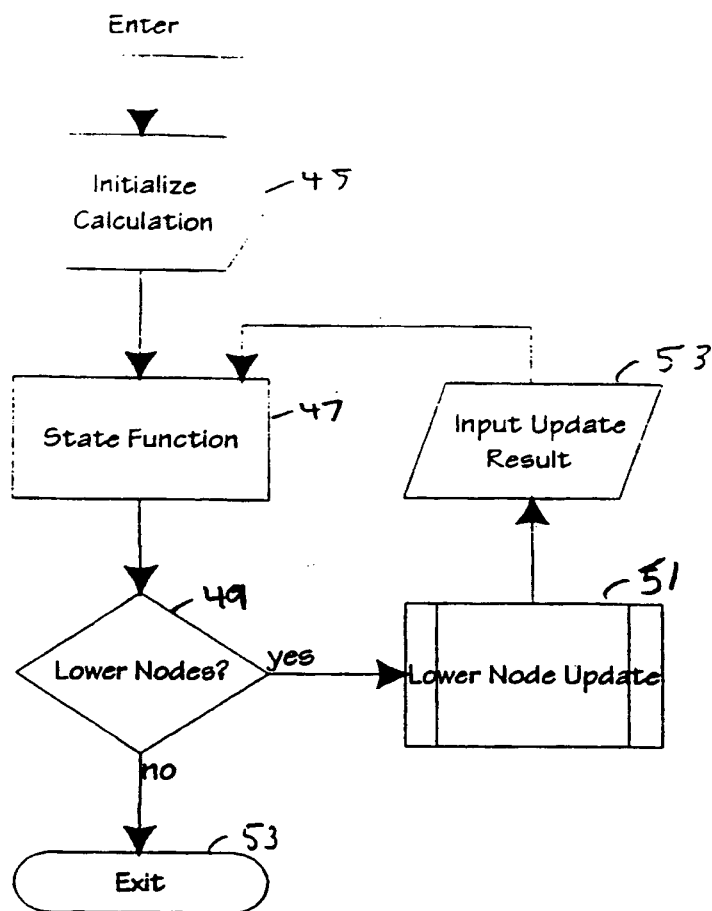 Enter
Initialize
Calculation
45
State Function
47
Input Update
Result
53
Lower Nodes?
49
yes
no
Lower Node Update
51
Exit
53